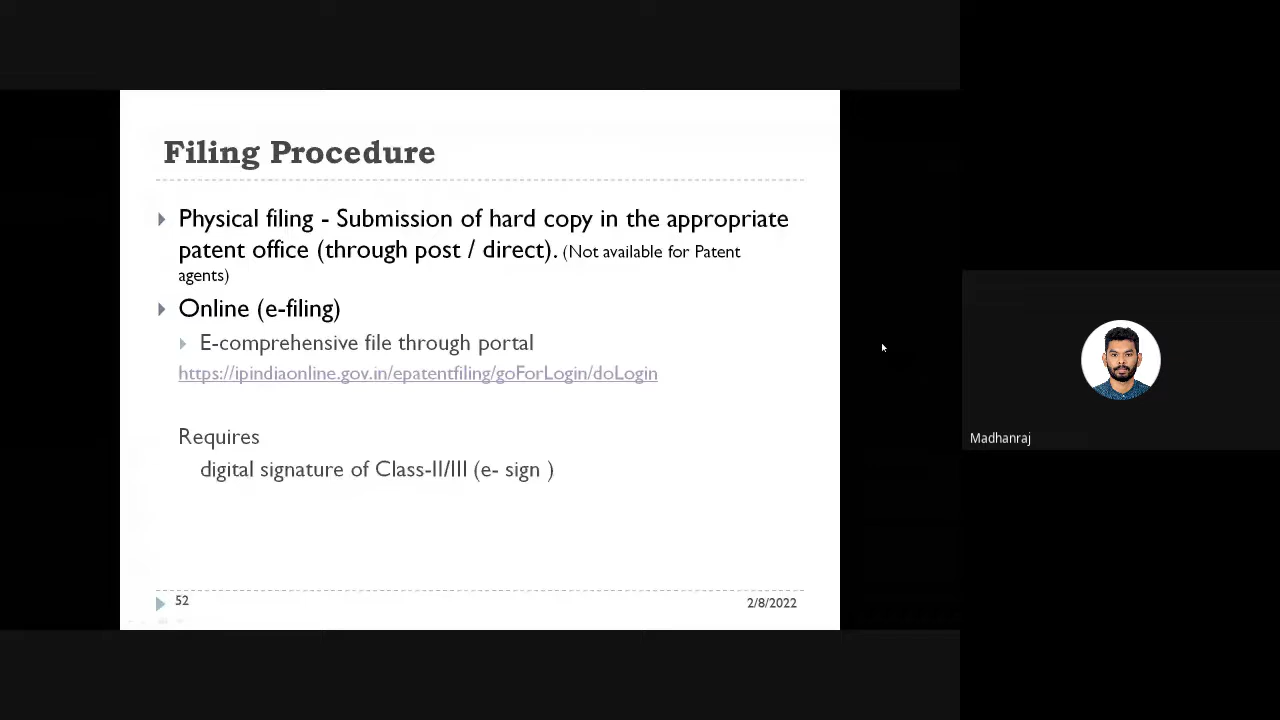 Filing Procedure
Physical filing - Submission of hard copy in the appropriate
patent office (through post / direct). (Not available for Patent
agents)
Online (e-filing)
E-comprehensive file through portal
https://ipindiaonline.gov.in/epatentfiling/goForLogin/doLogin
Requires
digital signature of Class-II/III (e- sign )
52
2/8/2022
Madhanraj